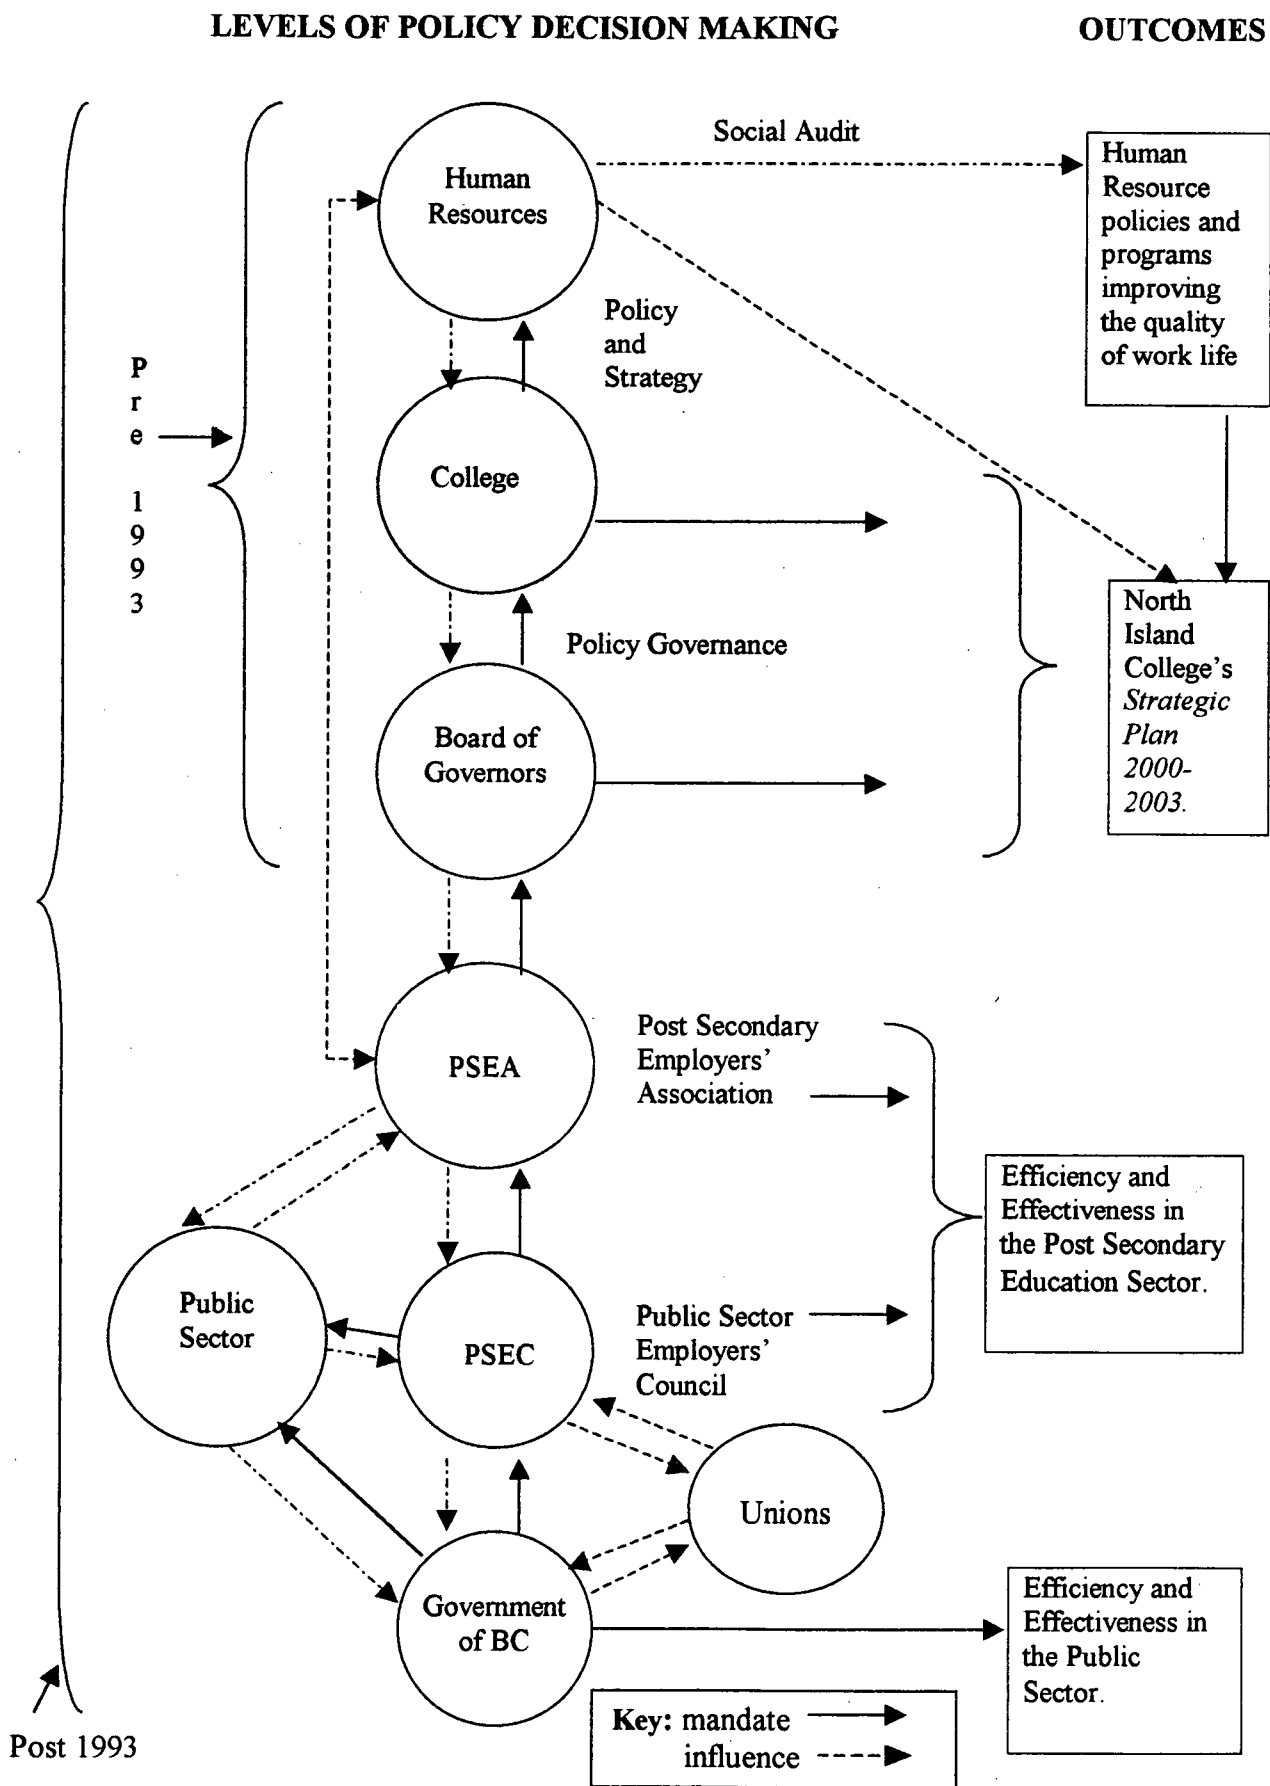 LEVELS OF POLICY DECISION MAKING
OUTCOMES
Social Audit
Human
Resources
Human
Resource
policies and
programs
improving
the quality
of work life
Policy
and
Strategy
P
r
e
1
9
9
3
College
North
Island
College's
Strategic
Plan
2000-
2003.
Policy Governance
Board of
Governors
PSEA
Post Secondary
Employers'
Association
Efficiency and
Effectiveness in
the Post Secondary
Education Sector.
Public
Sector
PSEC
Public Sector
Employers'
Council
Unions
Government
of BC
Efficiency and
Effectiveness in
the Public
Sector.
Post 1993
Key: mandate
influence